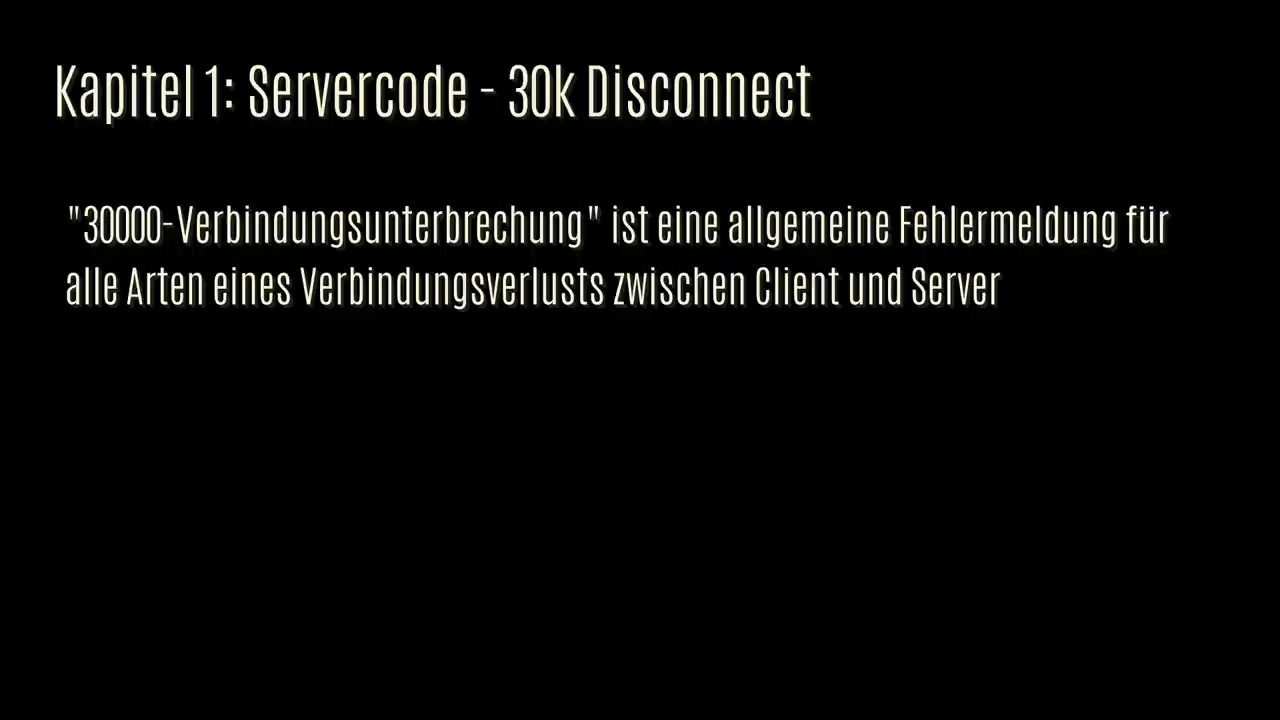 Kapitel 1: Servercode - 30k Disconnect
"30000-Verbindungsunterbrechung" ist eine allgemeine Fehlermeldung für
alle Arten eines Verbindungsverlusts zwischen Client und Server